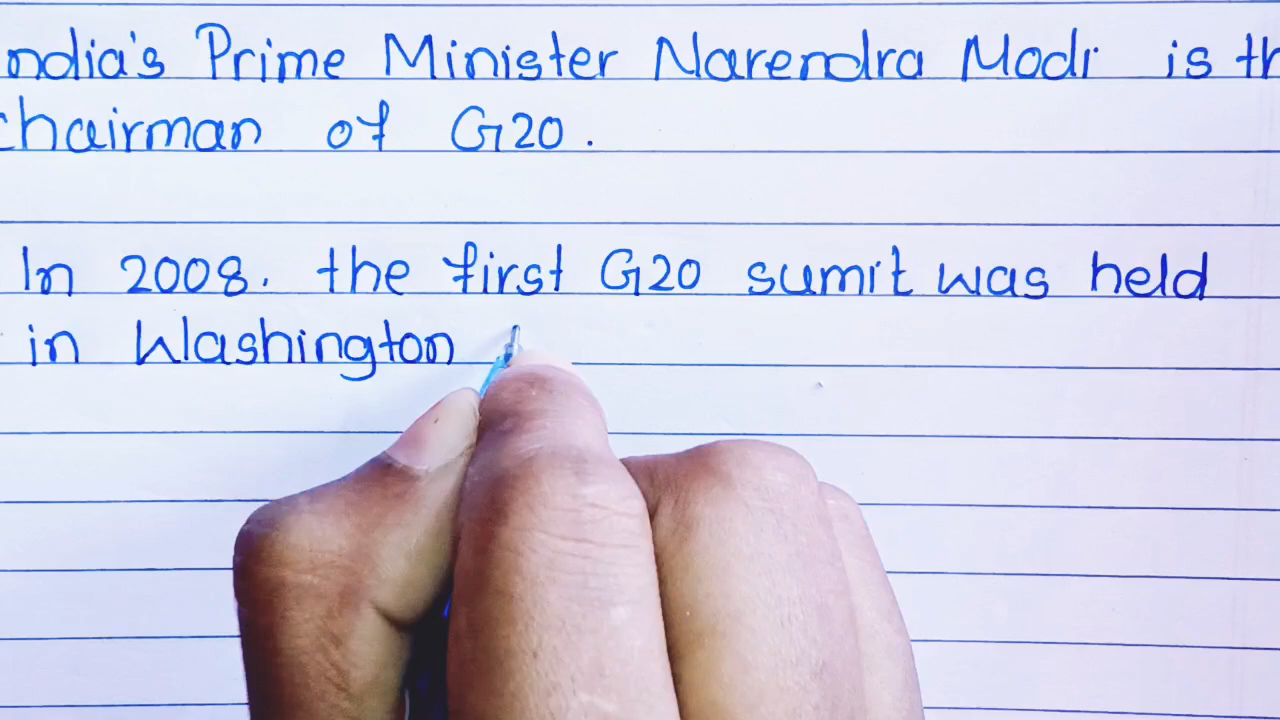 ndia's Prime Minister Narendra Modi is th
chairman of G20.
In 2008. the first G20 sumit was held
in Washington